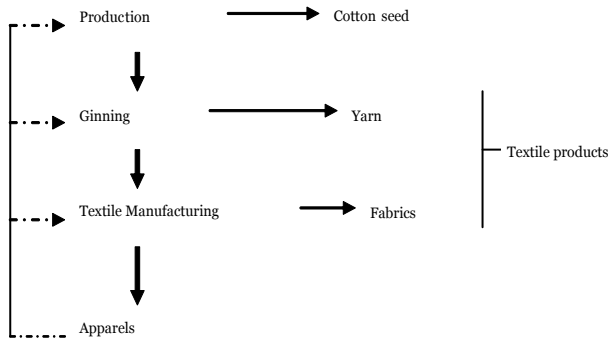 Production
Cotton seed
Ginning
Yarn
Textile products
Textile Manufacturing
Fabrics
Apparels